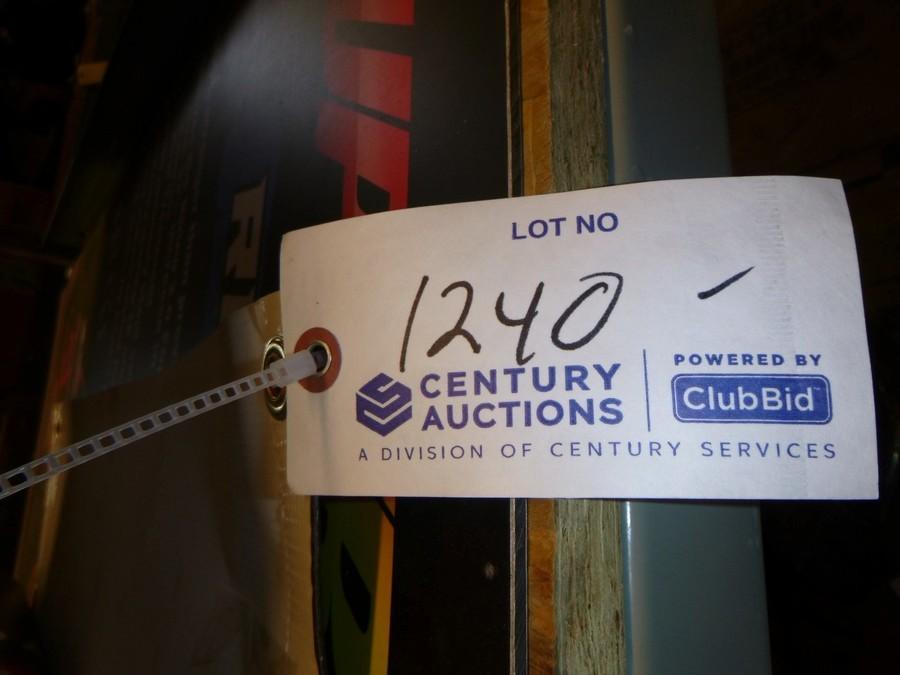 LOT NO
1240 -
CENTURY
AUCTIONS
POWERED BY
ClubBid
A DIVISION OF CENTURY SERVICES
R